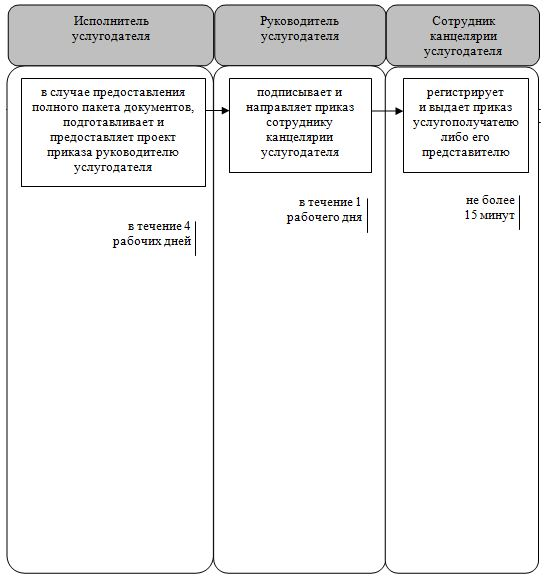 Исполнитель
услугодателя
Руководитель
услугодателя
Сотрудник
канцелярии
услугодателя
в случае предоставления
полного пакета документов,
подготавливает и
предоставляет проект
приказа руководителю
услугодателя
подписывает и
направляет приказ
сотруднику
канцелярии
услугодателя
регистрирует
и выдает приказ
услугополучателю
либо его
представителю
в течение 4
рабочих дней
в течение 1
рабочего дня
не более
15 минут